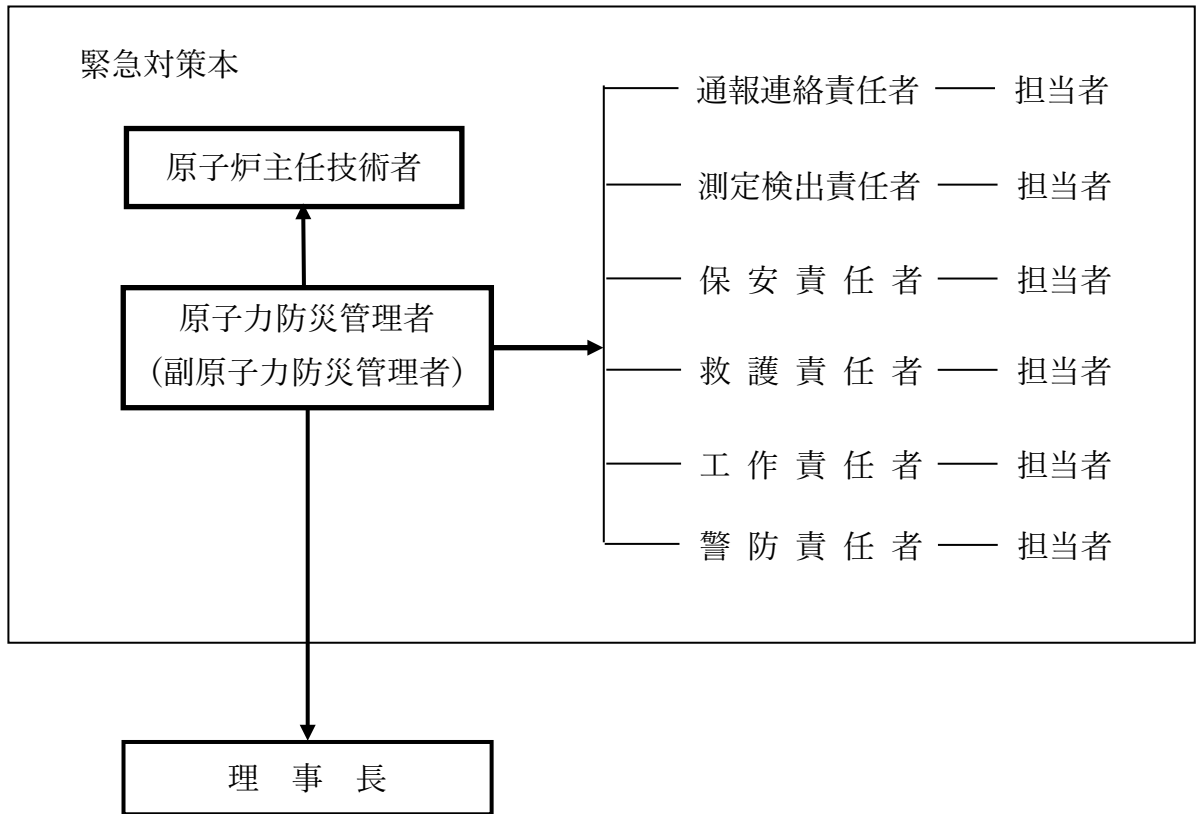 緊急対策本
原子炉主任技術者
原子力防災管理者
（副原子力防災管理者）
理 事 長
通報連絡責任者 担当者
測定検出責任者 担当者
保 安 責 任 者 担当者
救 護 責 任 者 担当者
工 作 責 任 者 担当者
警 防 責 任 者 担当者